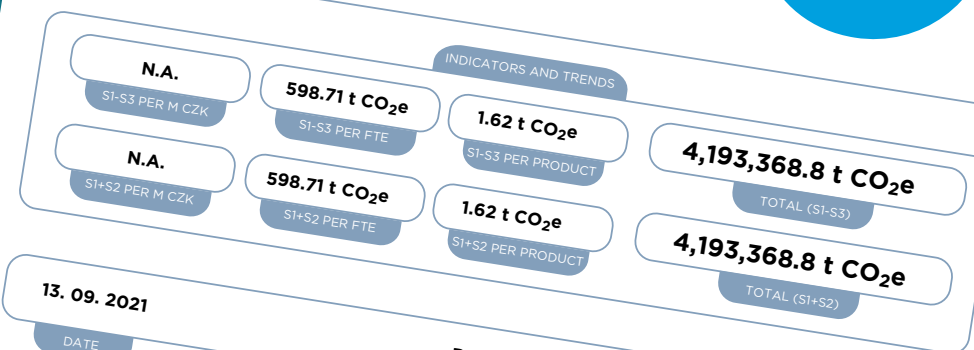 INDICATORS AND TRENDS
N.A.
S1-S3 PER M CZK
598.71 t CO₂e
S1-S3 PER FTE
1.62 t CO₂e
S1-S3 PER PRODUCT
4,193,368.8 t CO₂e
TOTAL (S1-S3)
N.A.
S1+S2 PER M CZK
598.71 t CO₂e
S1+S2 PER FTE
1.62 t CO₂e
S1+S2 PER PRODUCT
4,193,368.8 t CO₂e
TOTAL (S1+S2)
13. 09. 2021
DATE